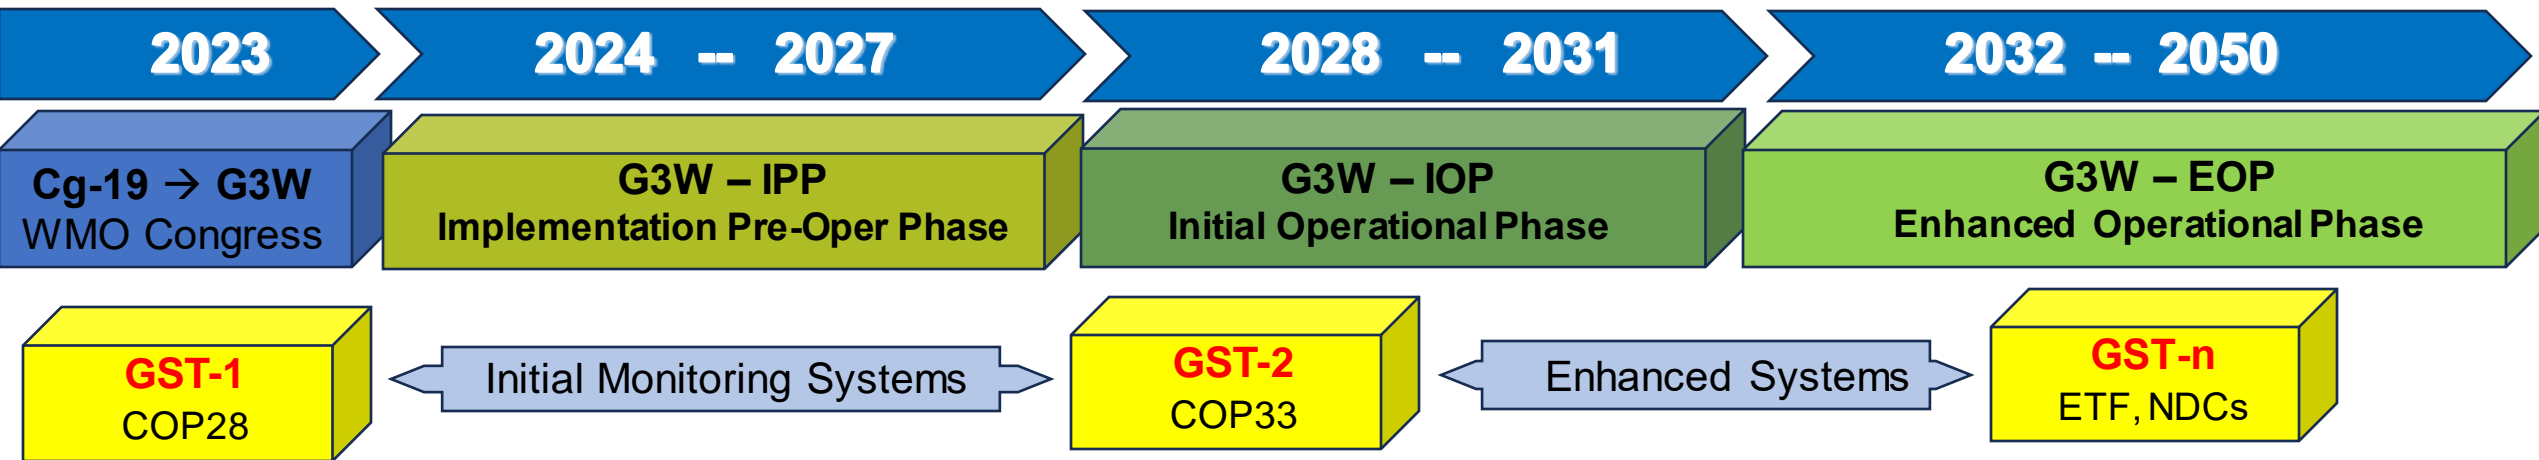 2023
2024 -- 2027
2028 -- 2031
2032 -- 2050
Cg-19 → G3W
WMO Congress
G3W – IPP
Implementation Pre-Oper Phase
G3W – IOP
Initial Operational Phase
G3W – EOP
Enhanced Operational Phase
GST-1
COP28
Initial Monitoring Systems
GST-2
COP33
Enhanced Systems
GST-n
ETF, NDCs